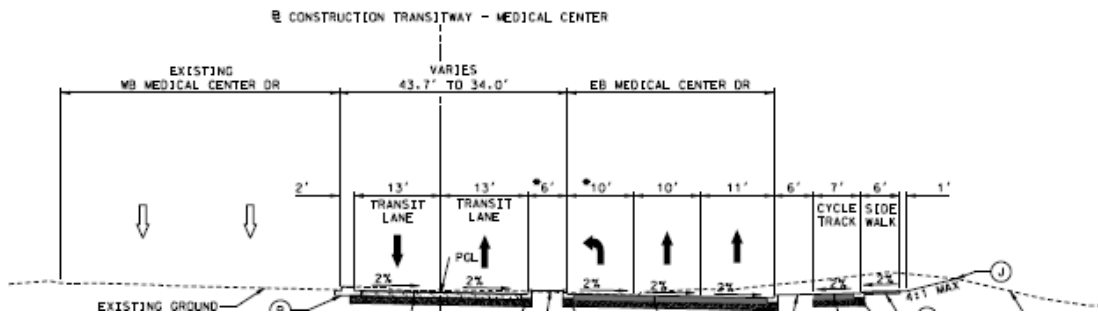 ℄ CONSTRUCTION TRANSITWAY - MEDICAL CENTER
EXISTING
WB MEDICAL CENTER DR
VARIES
43.7' TO 34.0'
EB MEDICAL CENTER DR
2'
13'
13'
*6'
*10'
10'
11'
6'
7'
6'
1'
TRANSIT
LANE
TRANSIT
LANE
CYCLE
TRACK
SIDE
WALK
PGL
2%
2%
2%
2%
2%
2%
2%
J
4:1 MAX
EXISTING GROUND